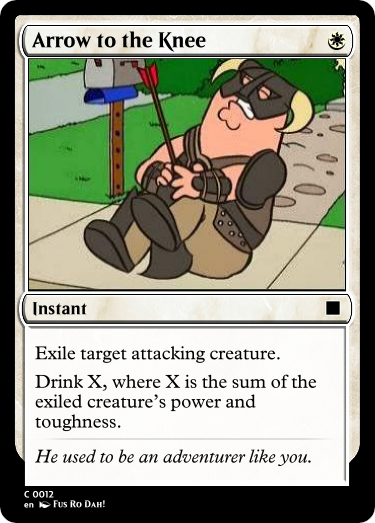 Arrow to the Knee
Instant
Exile target attacking creature.
Drink X, where X is the sum of the
exiled creature's power and
toughness.
He used to be an adventurer like you.
C 0012
en Fus Ro Dah!